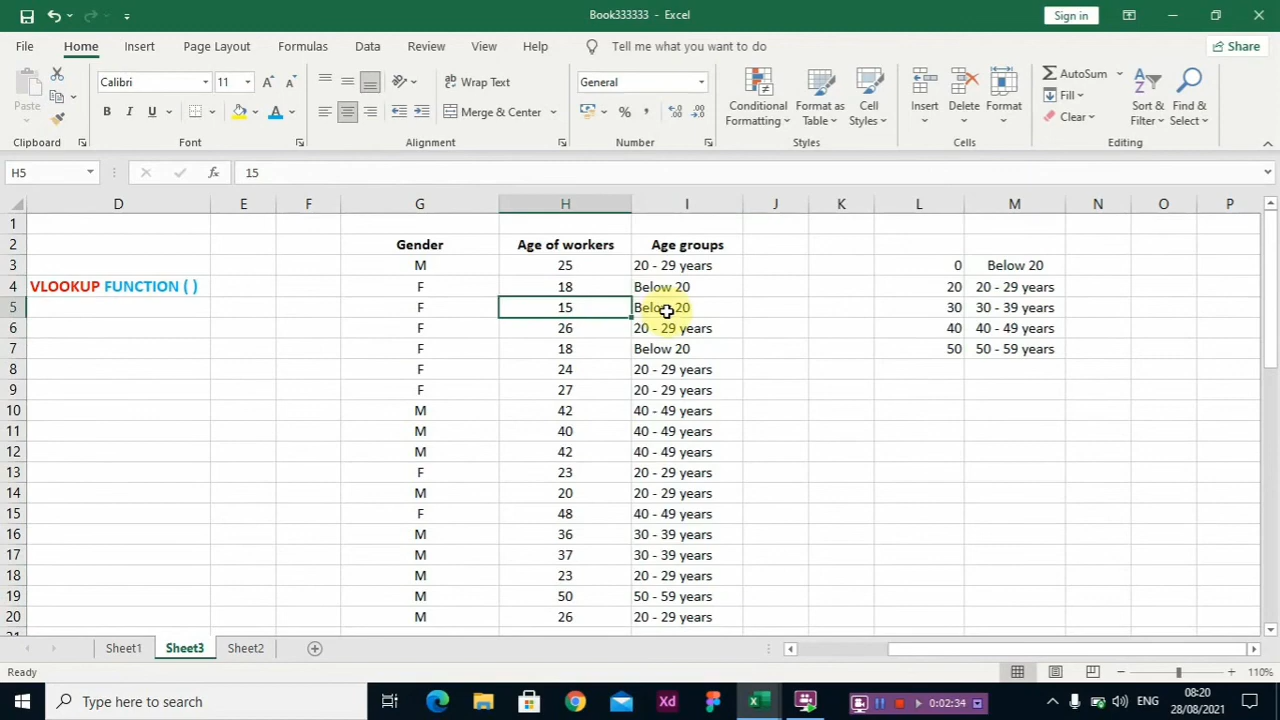 Book333333 - Excel
Sign in
File Home Insert Page Layout Formulas Data Review View Help Tell me what you want to do Share
Paste
Calibri 11
B I U
Wrap Text
Merge & Center
General
Conditional Formatting
Format as Table
Cell Styles
Insert Delete Format
AutoSum
Fill
Clear
Sort & Filter
Find & Select
Clipboard Font Alignment Number Styles Cells Editing
H5 fx 15
D E F G H I J K L M N O P
1
2 Gender Age of workers Age groups
3 M 25 20 - 29 years 0 Below 20
4 VLOOKUP FUNCTION ( ) F 18 Below 20 20 20 - 29 years
5 F 15 Below 20 30 30 - 39 years
6 F 26 20 - 29 years 40 40 - 49 years
7 F 18 Below 20 50 50 - 59 years
8 F 24 20 - 29 years
9 F 27 20 - 29 years
10 M 42 40 - 49 years
11 M 40 40 - 49 years
12 M 42 40 - 49 years
13 F 23 20 - 29 years
14 M 20 20 - 29 years
15 F 48 40 - 49 years
16 M 36 30 - 39 years
17 M 37 30 - 39 years
18 M 23 20 - 29 years
19 M 50 50 - 59 years
20 M 26 20 - 29 years
Sheet1 Sheet3 Sheet2
Ready 110%
Type here to search
Xd
0:02:34
ENG
08:20
28/08/2021